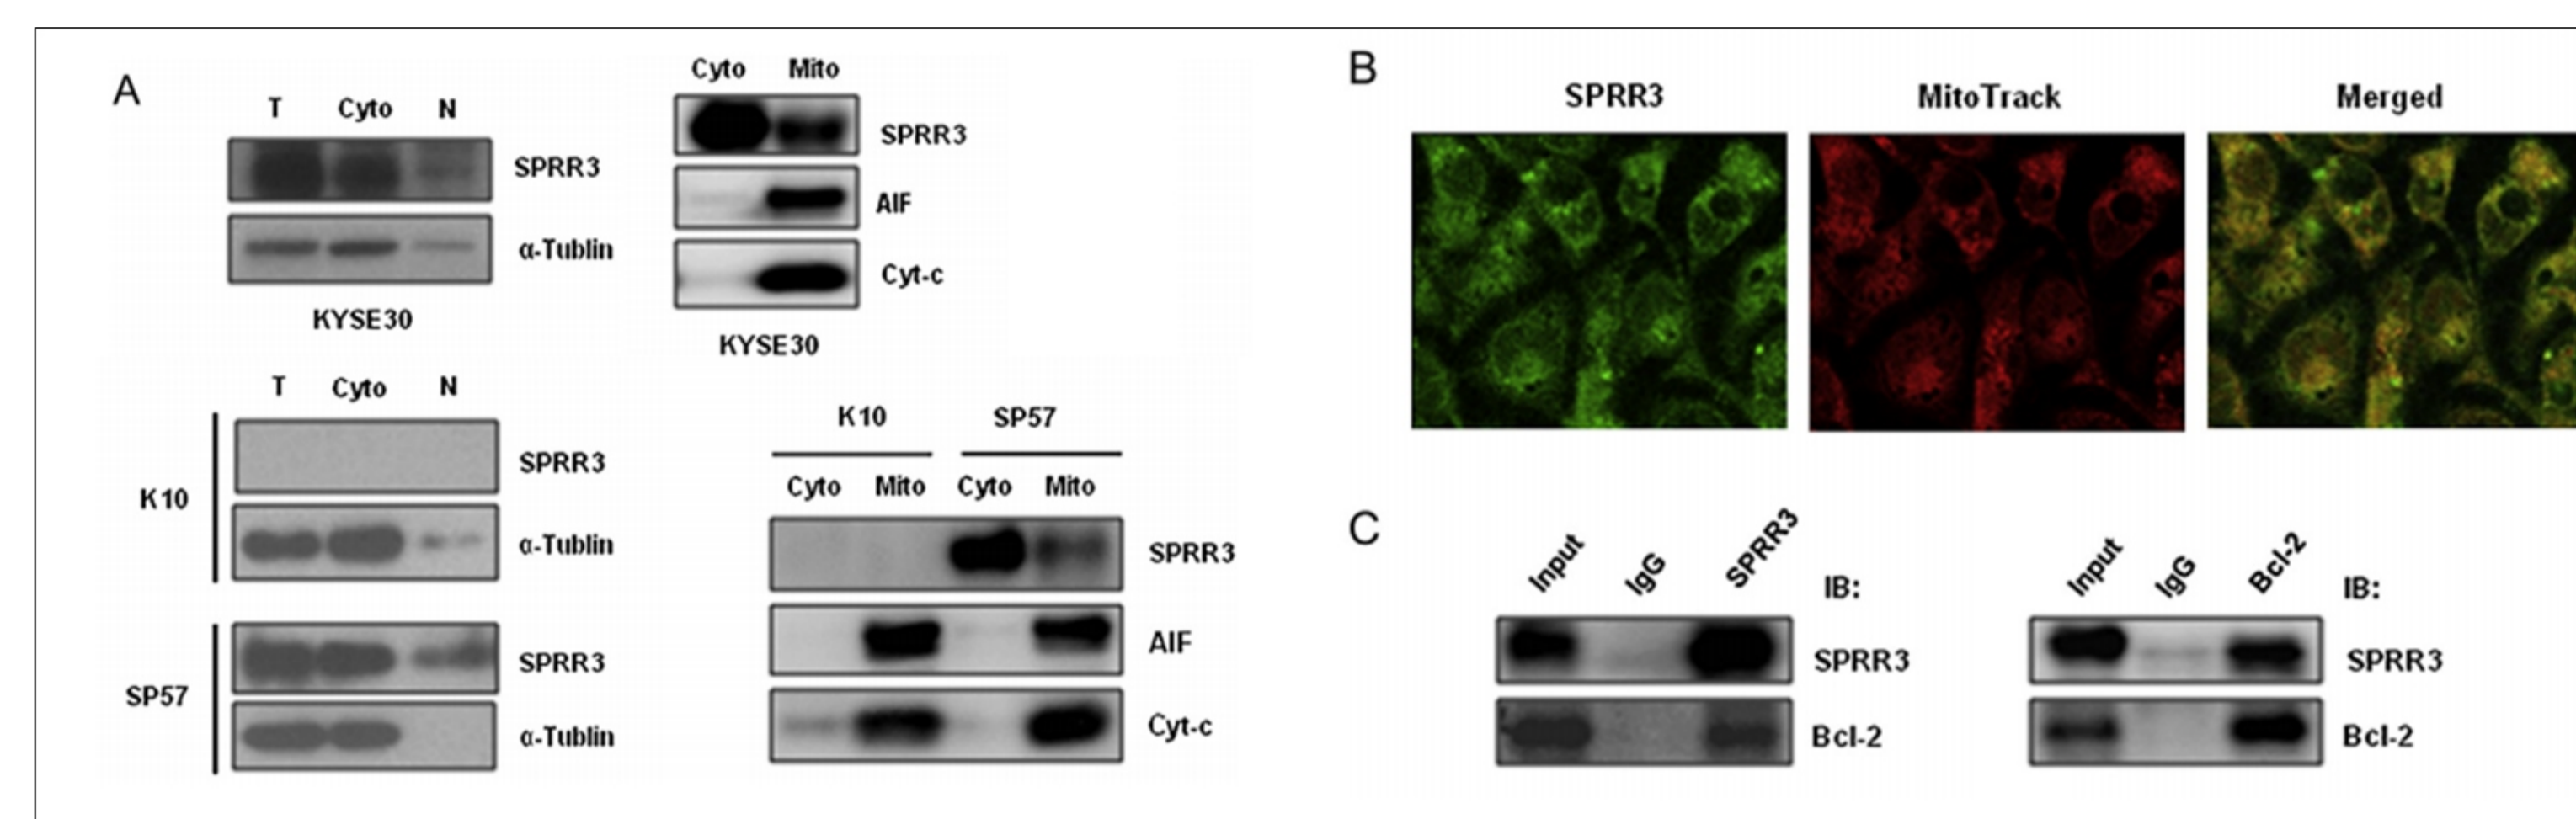 A
T Cyto N
SPRR3
α-Tublin
KYSE30
Cyto Mito
SPRR3
AIF
Cyt-c
KYSE30
T Cyto N
K10
SPRR3
α-Tublin
SP57
SPRR3
α-Tublin
K10 SP57
Cyto Mito Cyto Mito
SPRR3
AIF
Cyt-c
B
SPRR3 MitoTrack Merged
C
Input IgG SPRR3 IB:
SPRR3
Bcl-2
Input IgG Bcl-2 IB:
SPRR3
Bcl-2